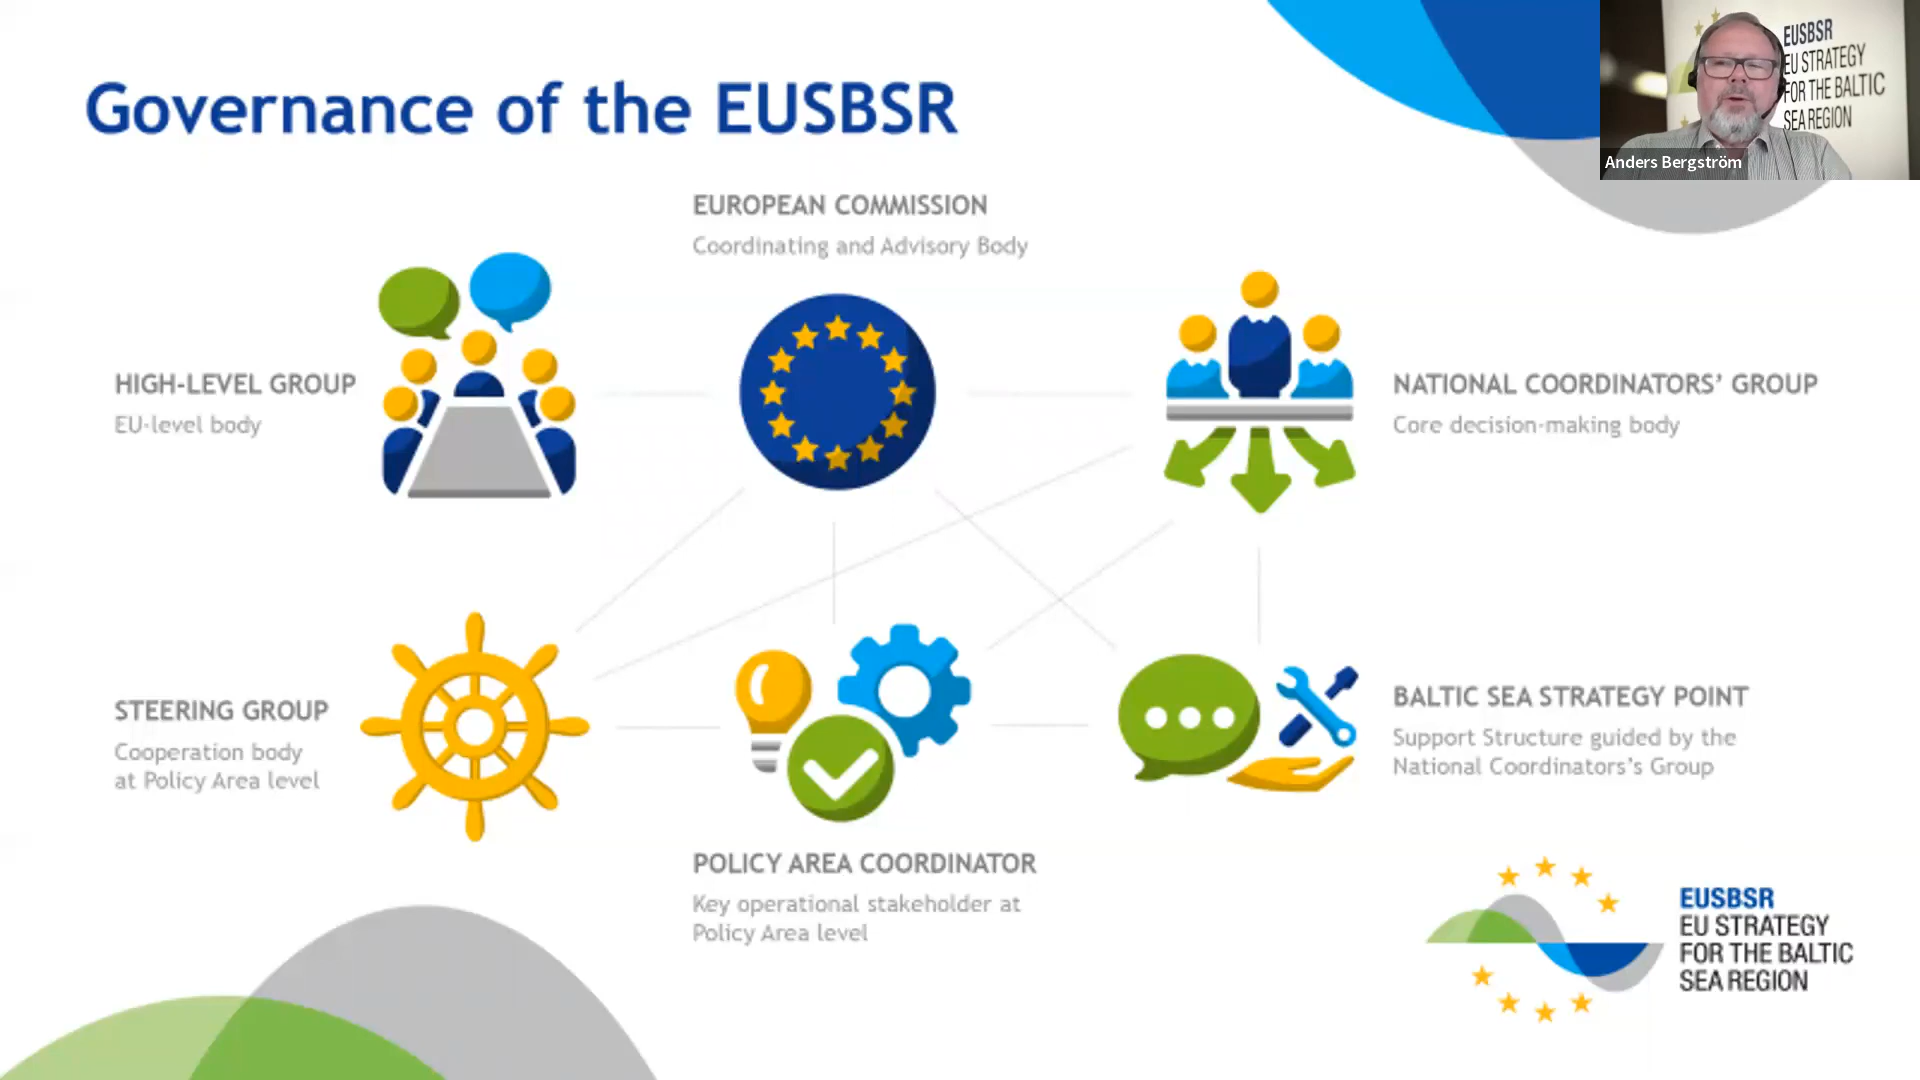 Governance of the EUSBSR
EUSBSR
EU STRATEGY
FOR THE BALTIC
SEA REGION
Anders Bergström
EUROPEAN COMMISSION
Coordinating and Advisory Body
HIGH-LEVEL GROUP
EU-level body
NATIONAL COORDINATORS’ GROUP
Core decision-making body
STEERING GROUP
Cooperation body
at Policy Area level
POLICY AREA COORDINATOR
Key operational stakeholder at
Policy Area level
BALTIC SEA STRATEGY POINT
Support Structure guided by the
National Coordinators’s Group
EUSBSR
EU STRATEGY
FOR THE BALTIC
SEA REGION